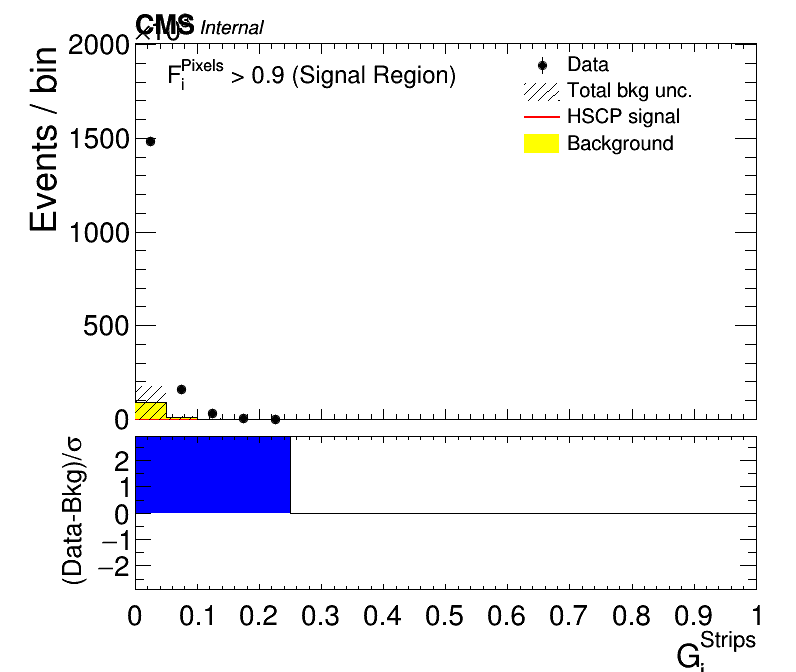 CMS Internal
×10³
2000
F_i^Pixels > 0.9 (Signal Region)
Data
Total bkg unc.
HSCP signal
Background
1500
1000
500
0
Events / bin
2
1
0
−1
−2
(Data-Bkg)/σ
0 0.1 0.2 0.3 0.4 0.5 0.6 0.7 0.8 0.9 1
G_i^Strips